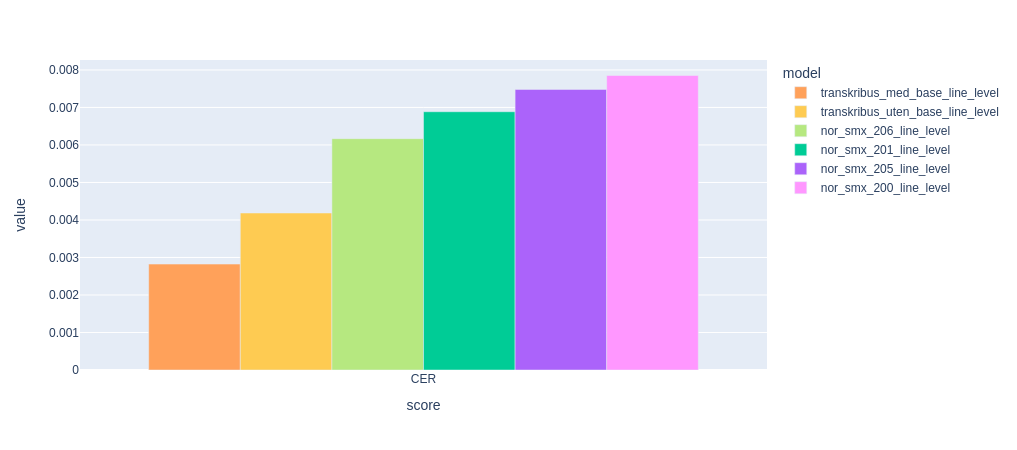 0.008
0.007
0.006
0.005
0.004
0.003
0.002
0.001
0
value
CER
score
model
transkribus_med_base_line_level
transkribus_uten_base_line_level
nor_smx_206_line_level
nor_smx_201_line_level
nor_smx_205_line_level
nor_smx_200_line_level